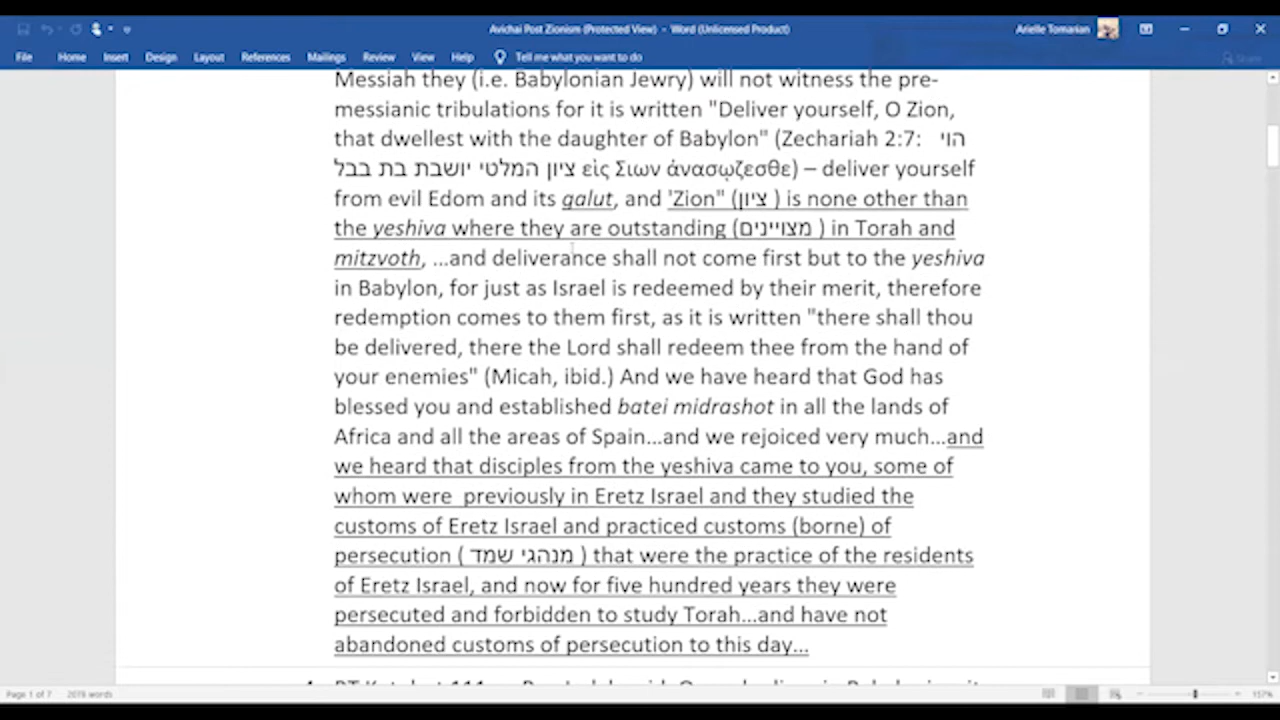 Avichai Post Zionism (Protected View) - Word (Unlicensed Product)
Arielle Tomarian
File Home Insert Design Layout References Mailings Review View Help Tell me what you want to do Share
Messiah they (i.e. Babylonian Jewry) will not witness the pre-
messianic tribulations for it is written "Deliver yourself, O Zion,
that dwellest with the daughter of Babylon" (Zechariah 2:7: הוי
ציון המלטי יושבת בת בבל εἰς Σιων ἀνασῳζεσθε) – deliver yourself
from evil Edom and its galut, and 'Zion" (ציון ) is none other than
the yeshiva where they are outstanding (מצויינים ) in Torah and
mitzvoth, ...and deliverance shall not come first but to the yeshiva
in Babylon, for just as Israel is redeemed by their merit, therefore
redemption comes to them first, as it is written "there shall thou
be delivered, there the Lord shall redeem thee from the hand of
your enemies" (Micah, ibid.) And we have heard that God has
blessed you and established batei midrashot in all the lands of
Africa and all the areas of Spain...and we rejoiced very much...and
we heard that disciples from the yeshiva came to you, some of
whom were previously in Eretz Israel and they studied the
customs of Eretz Israel and practiced customs (borne) of
persecution ( מנהגי שמד ) that were the practice of the residents
of Eretz Israel, and now for five hundred years they were
persecuted and forbidden to study Torah...and have not
abandoned customs of persecution to this day...
Page 1 of 7 2078 words 157%